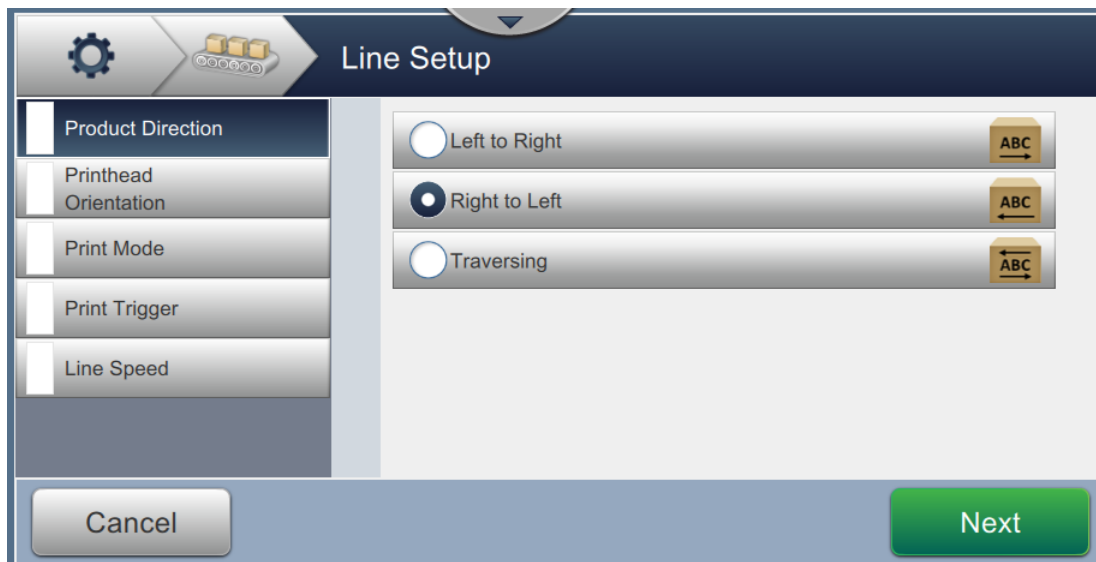 Line Setup
Product Direction
Printhead
Orientation
Print Mode
Print Trigger
Line Speed
Left to Right
ABC
Right to Left
ABC
Traversing
ABC
Cancel
Next